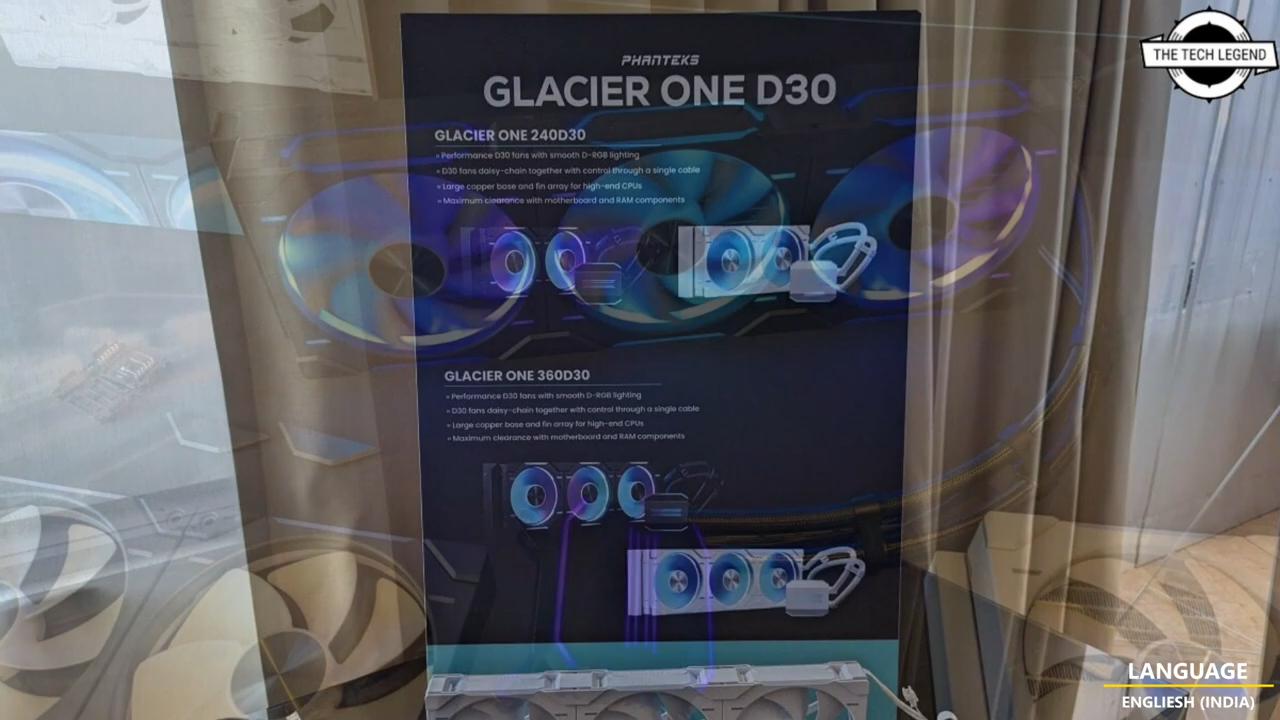 PHANTEKS
GLACIER ONE D30
GLACIER ONE 240D30
» Performance D30 fans with smooth D-RGB lighting
» D30 fans daisy-chain together with control through a single cable
» Large copper base and fin array for high-end CPUs
» Maximum clearance with motherboard and RAM components
GLACIER ONE 360D30
» Performance D30 fans with smooth D-RGB lighting
» D30 fans daisy-chain together with control through a single cable
» Large copper base and fin array for high-end CPUs
» Maximum clearance with motherboard and RAM components
THE TECH LEGEND
LANGUAGE
ENGLIESH (INDIA)